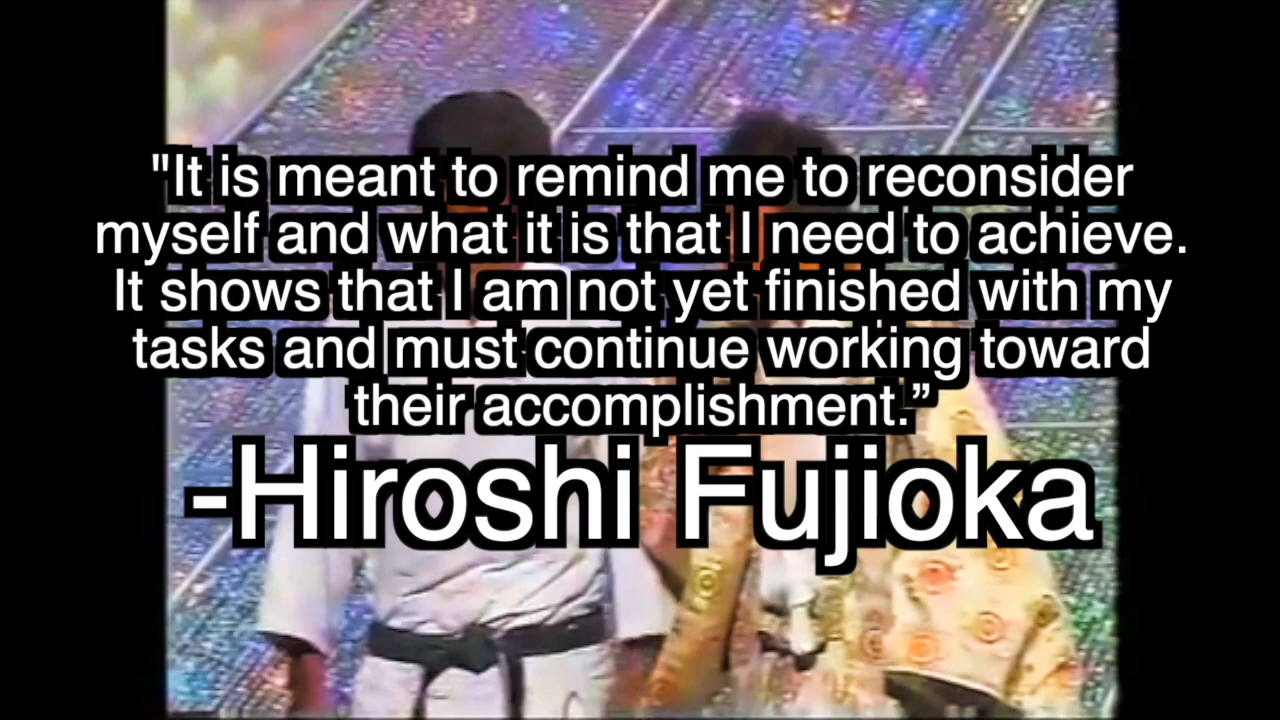 "It is meant to remind me to reconsider
myself and what it is that I need to achieve.
It shows that I am not yet finished with my
tasks and must continue working toward
their accomplishment.”
-Hiroshi Fujioka